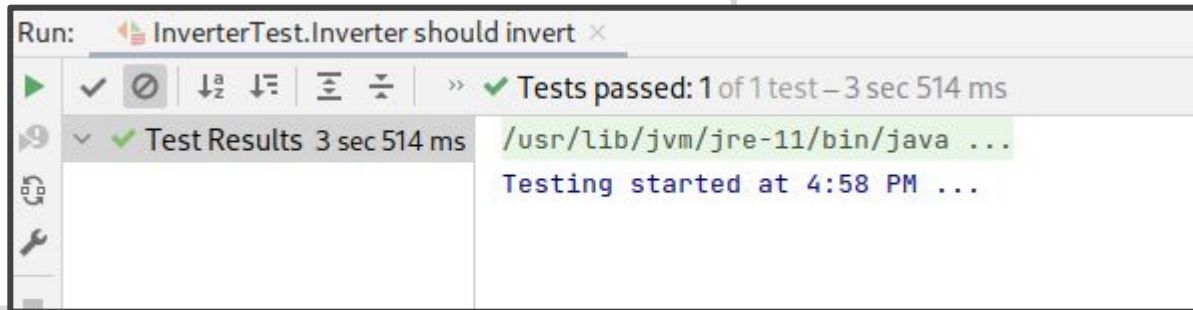 Run: InverterTest.Inverter should invert
Tests passed: 1 of 1 test – 3 sec 514 ms
Test Results 3 sec 514 ms
/usr/lib/jvm/jre-11/bin/java ...
Testing started at 4:58 PM ...